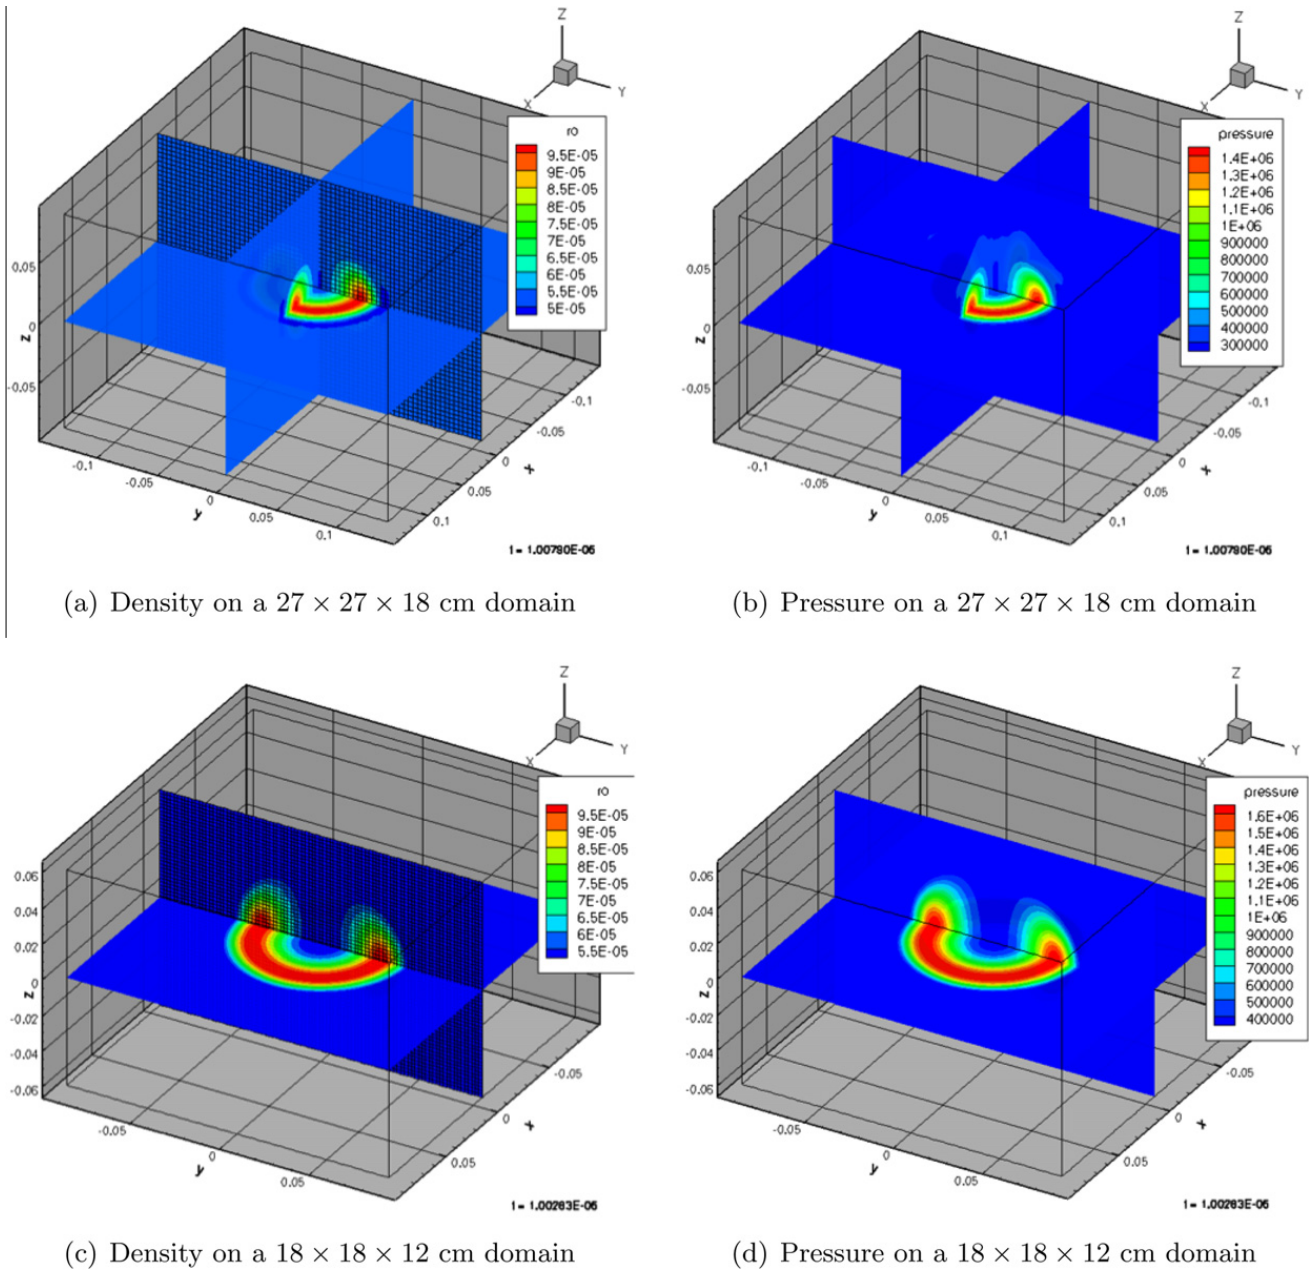 Z
X
Y
ro
9.5E-05
9E-05
8.5E-05
8E-05
7.5E-05
7E-05
6.5E-05
6E-05
5.5E-05
5E-05
0.05
0
z
-0.05
-0.1
-0.05
0
0.05
0.1
y
-0.1
-0.05
0
0.05
0.1
x
t= 1.00790E-05
(a) Density on a 27 × 27 × 18 cm domain
Z
X
Y
pressure
1.4E+06
1.3E+06
1.2E+06
1.1E+06
1E+06
900000
800000
700000
600000
500000
400000
300000
0.05
0
z
-0.05
-0.1
-0.05
0
0.05
0.1
y
-0.1
-0.05
0
0.05
0.1
x
t= 1.00790E-05
(b) Pressure on a 27 × 27 × 18 cm domain
Z
X
Y
ro
9.5E-05
9E-05
8.5E-05
8E-05
7.5E-05
7E-05
6.5E-05
6E-05
5.5E-05
0.06
0.04
0.02
0
z
-0.02
-0.04
-0.06
-0.05
0
0.05
y
-0.05
0
0.05
x
t= 1.00263E-05
(c) Density on a 18 × 18 × 12 cm domain
Z
X
Y
pressure
1.6E+06
1.5E+06
1.4E+06
1.3E+06
1.2E+06
1.1E+06
1E+06
900000
800000
700000
600000
500000
400000
0.06
0.04
0.02
0
z
-0.02
-0.04
-0.06
-0.05
0
0.05
y
-0.05
0
0.05
x
t= 1.00263E-05
(d) Pressure on a 18 × 18 × 12 cm domain